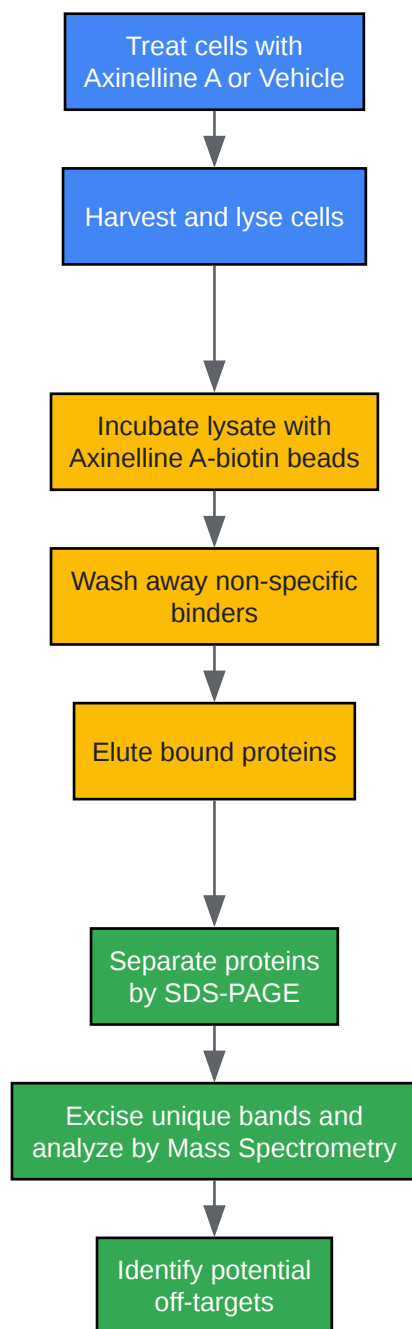 Treat cells with
Axinelline A or Vehicle
Harvest and lyse cells
Incubate lysate with
Axinelline A-biotin beads
Wash away non-specific
binders
Elute bound proteins
Separate proteins
by SDS-PAGE
Excise unique bands and
analyze by Mass Spectrometry
Identify potential
off-targets